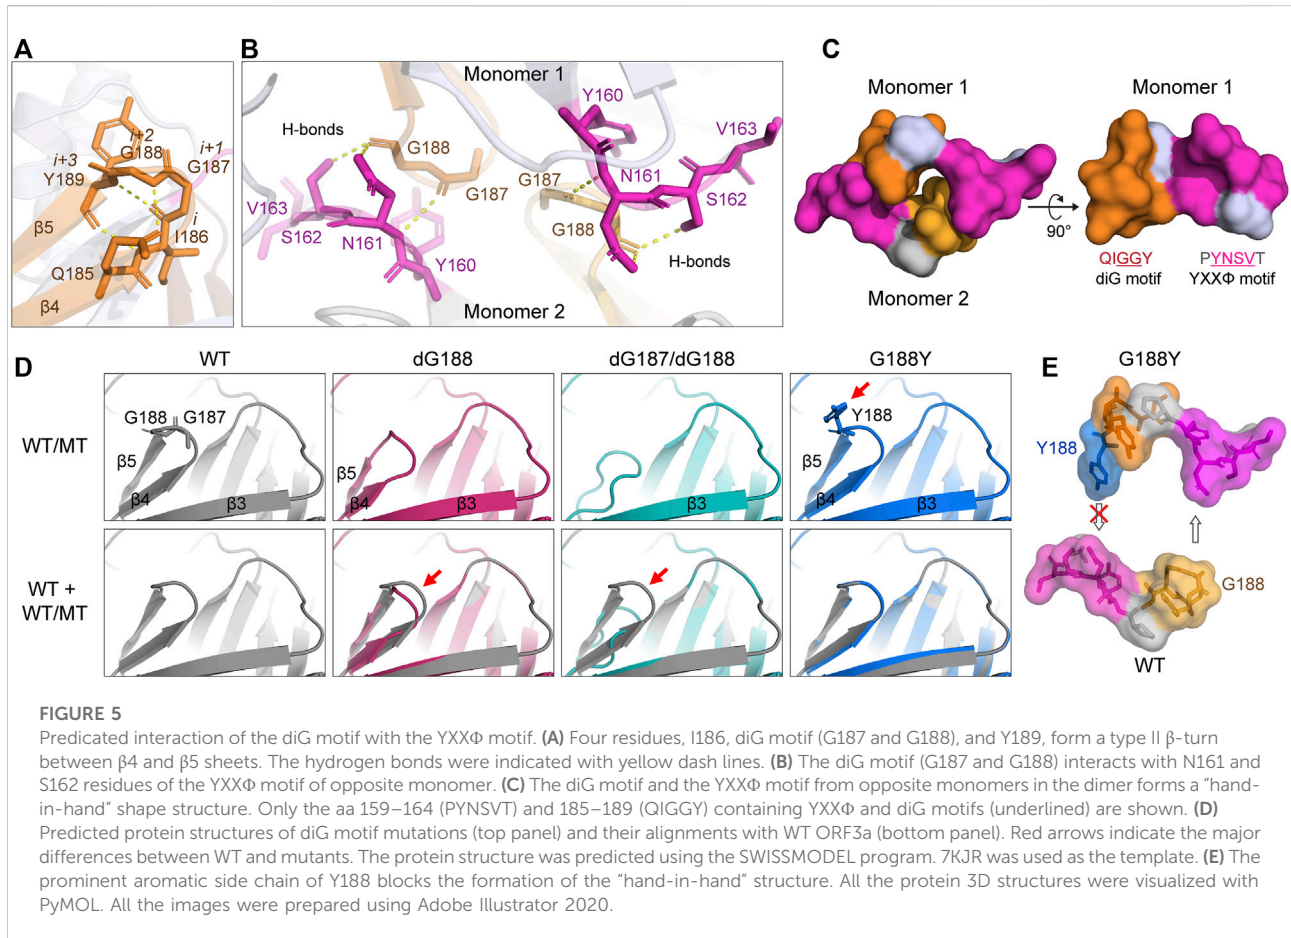 A
i+2
G188
i+1
G187
i+3
Y189
i
β5
I186
Q185
β4
B
Monomer 1
Y160
H-bonds
V163
G188
N161
G187
G187
S162
V163
S162
N161
G188
Y160
H-bonds
Monomer 2
C
Monomer 1
Monomer 1
90°
QIGGY
PYNSVT
diG motif
YXXΦ motif
Monomer 2
D
WT
dG188
dG187/dG188
G188Y
WT/MT
G188
G187
β5
β4
β3
β5
β4
β3
β3
Y188
β5
β4
β3
WT +
WT/MT
E
G188Y
Y188
G188
WT
FIGURE 5
Predicated interaction of the diG motif with the YXXΦ motif. (A) Four residues, I186, diG motif (G187 and G188), and Y189, form a type II β-turn
between β4 and β5 sheets. The hydrogen bonds were indicated with yellow dash lines. (B) The diG motif (G187 and G188) interacts with N161 and
S162 residues of the YXXΦ motif of opposite monomer. (C) The diG motif and the YXXΦ motif from opposite monomers in the dimer forms a “hand-
in-hand” shape structure. Only the aa 159–164 (PYNSVT) and 185–189 (QIGGY) containing YXXΦ and diG motifs (underlined) are shown. (D)
Predicted protein structures of diG motif mutations (top panel) and their alignments with WT ORF3a (bottom panel). Red arrows indicate the major
differences between WT and mutants. The protein structure was predicted using the SWISSMODEL program. 7KJR was used as the template. (E) The
prominent aromatic side chain of Y188 blocks the formation of the “hand-in-hand” structure. All the protein 3D structures were visualized with
PyMOL. All the images were prepared using Adobe Illustrator 2020.